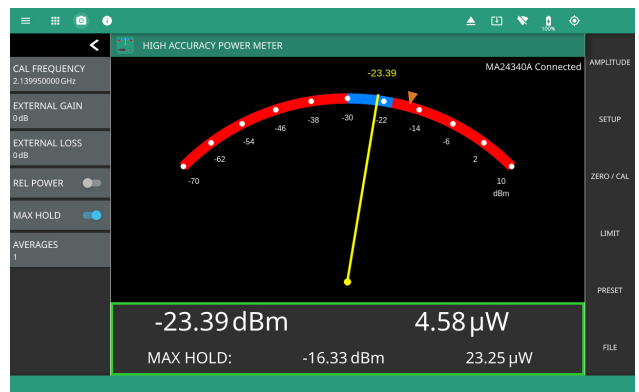 100%
HIGH ACCURACY POWER METER
CAL FREQUENCY
2.139950000 GHz
EXTERNAL GAIN
0 dB
EXTERNAL LOSS
0 dB
REL POWER
MAX HOLD
AVERAGES
1
MA24340A Connected
-23.39
-70
-62
-54
-46
-38
-30
-22
-14
-6
2
10
dBm
-23.39 dBm
4.58 µW
MAX HOLD:
-16.33 dBm
23.25 µW
AMPLITUDE
SETUP
ZERO / CAL
LIMIT
PRESET
FILE